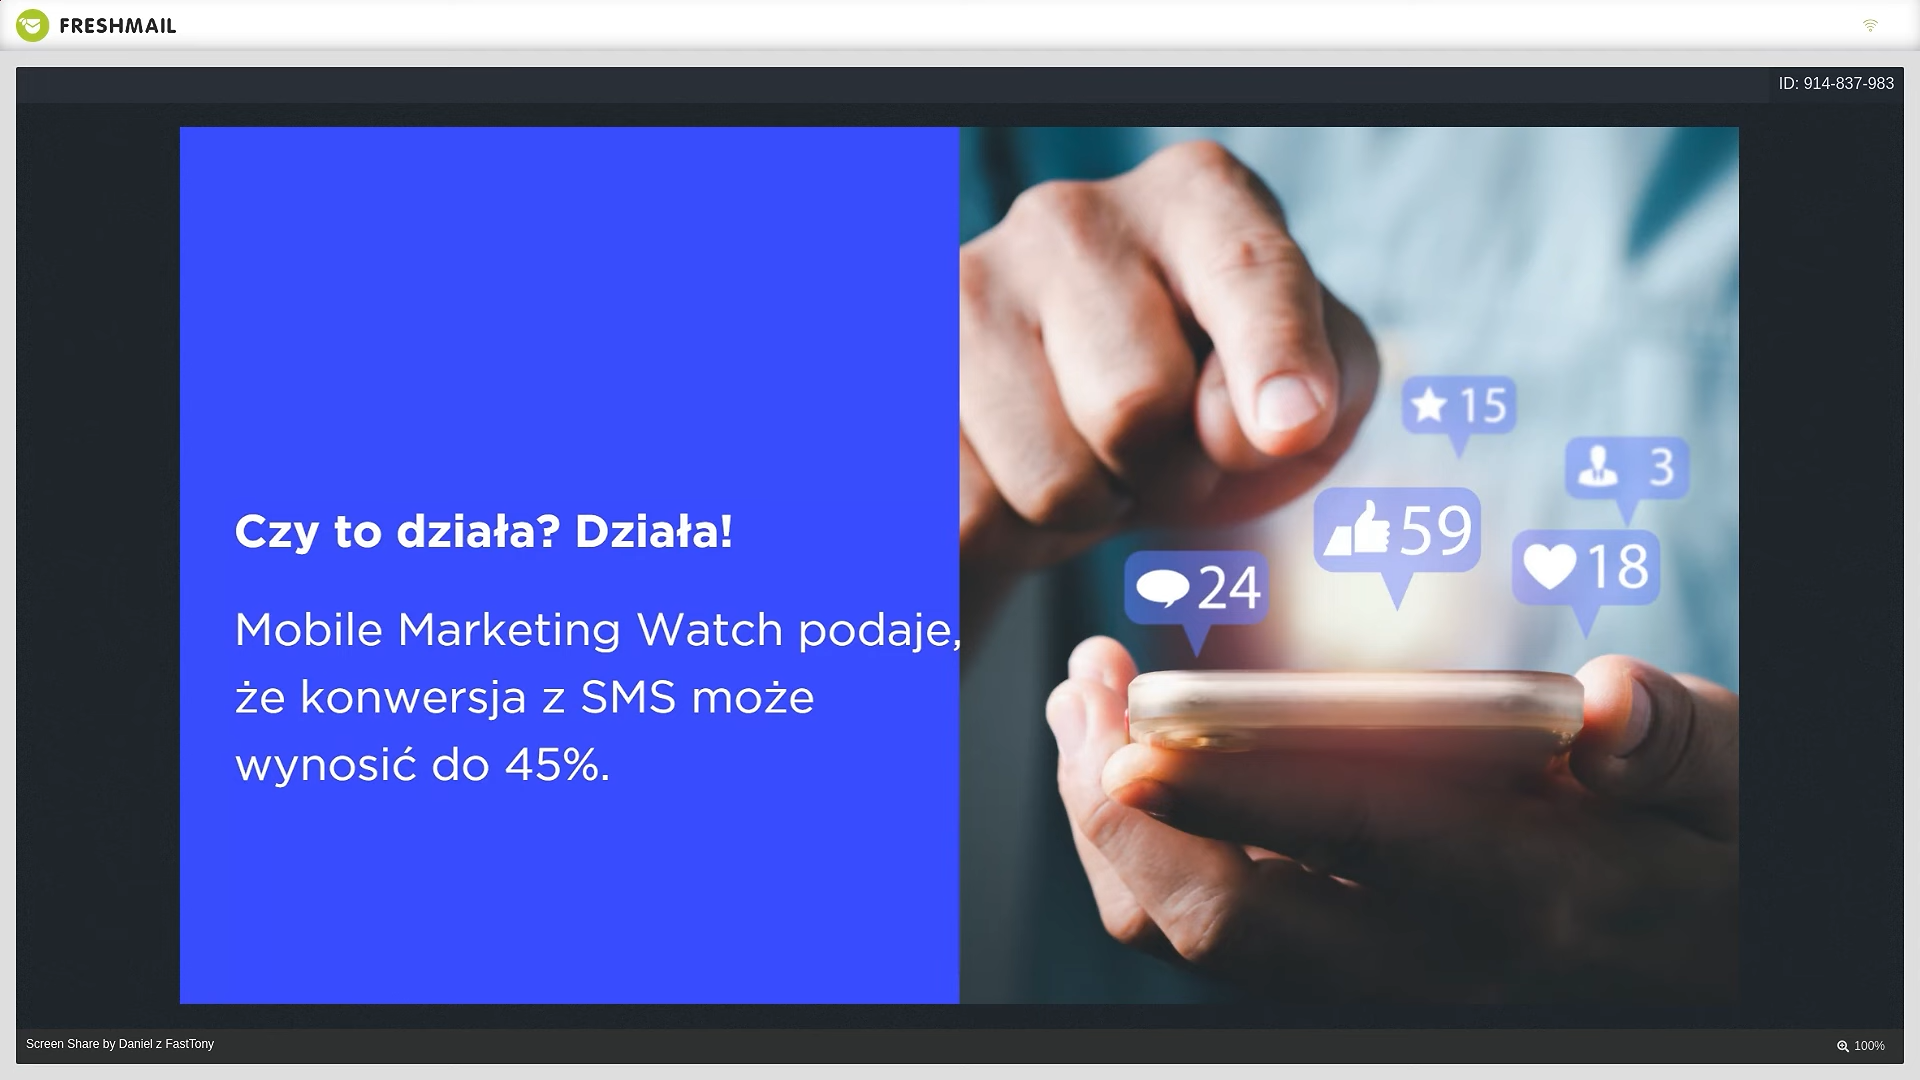 FRESHMAIL
ID: 914-837-983
Czy to działa? Działa!
Mobile Marketing Watch podaje,
że konwersja z SMS może
wynosić do 45%.
15
3
59
18
24
Screen Share by Daniel z FastTony
100%